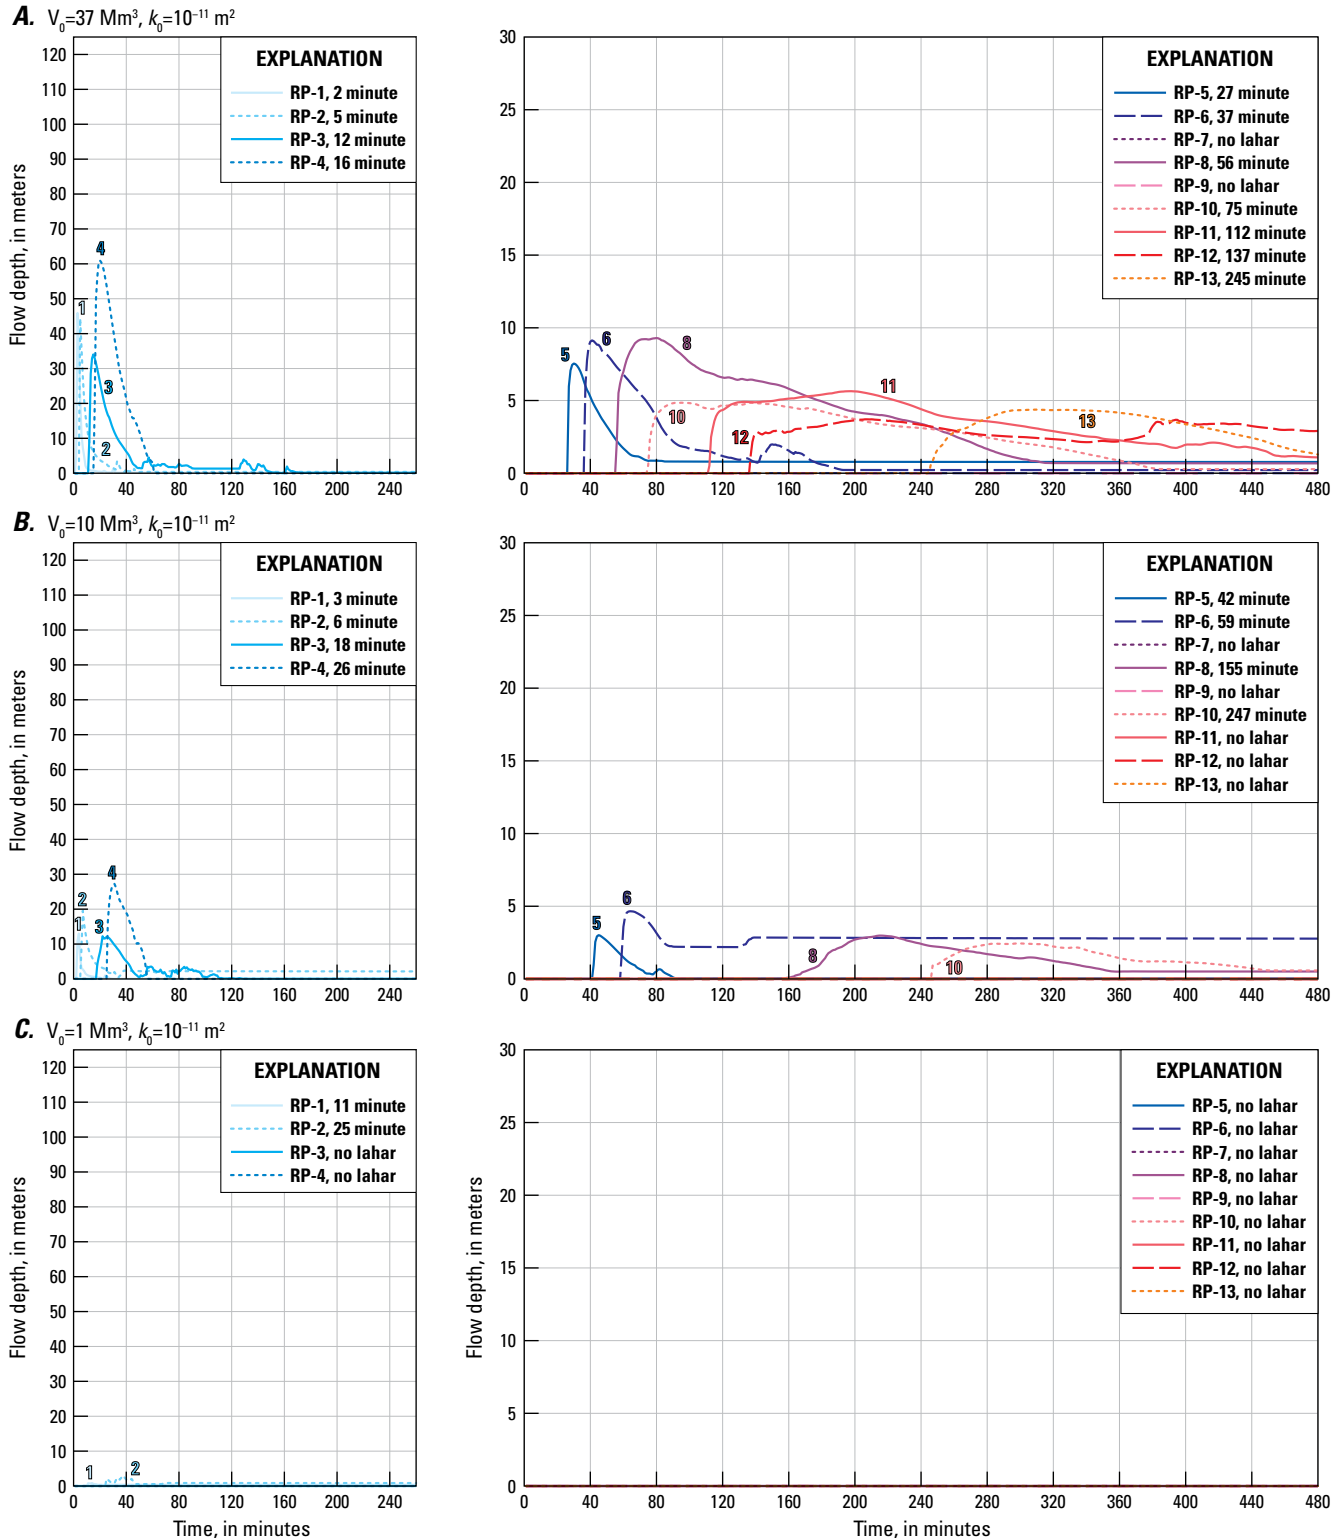 A. V₀=37 Mm³, k₀=10⁻¹¹ m²
Flow depth, in meters
120
110
100
90
80
70
60
50
40
30
20
10
0
0 40 80 120 160 200 240
EXPLANATION
RP-1, 2 minute
RP-2, 5 minute
RP-3, 12 minute
RP-4, 16 minute
4
1
3
2
30
25
20
15
10
5
0
0 40 80 120 160 200 240 280 320 360 400 440 480
EXPLANATION
RP-5, 27 minute
RP-6, 37 minute
RP-7, no lahar
RP-8, 56 minute
RP-9, no lahar
RP-10, 75 minute
RP-11, 112 minute
RP-12, 137 minute
RP-13, 245 minute
5
6
8
10
12
11
13
B. V₀=10 Mm³, k₀=10⁻¹¹ m²
Flow depth, in meters
120
110
100
90
80
70
60
50
40
30
20
10
0
0 40 80 120 160 200 240
EXPLANATION
RP-1, 3 minute
RP-2, 6 minute
RP-3, 18 minute
RP-4, 26 minute
2
1
3
4
Flow depth, in meters
30
25
20
15
10
5
0
0 40 80 120 160 200 240 280 320 360 400 440 480
EXPLANATION
RP-5, 42 minute
RP-6, 59 minute
RP-7, no lahar
RP-8, 155 minute
RP-9, no lahar
RP-10, 247 minute
RP-11, no lahar
RP-12, no lahar
RP-13, no lahar
5
6
8
10
C. V₀=1 Mm³, k₀=10⁻¹¹ m²
Flow depth, in meters
120
110
100
90
80
70
60
50
40
30
20
10
0
0 40 80 120 160 200 240
Time, in minutes
EXPLANATION
RP-1, 11 minute
RP-2, 25 minute
RP-3, no lahar
RP-4, no lahar
1
2
Flow depth, in meters
30
25
20
15
10
5
0
0 40 80 120 160 200 240 280 320 360 400 440 480
Time, in minutes
EXPLANATION
RP-5, no lahar
RP-6, no lahar
RP-7, no lahar
RP-8, no lahar
RP-9, no lahar
RP-10, no lahar
RP-11, no lahar
RP-12, no lahar
RP-13, no lahar